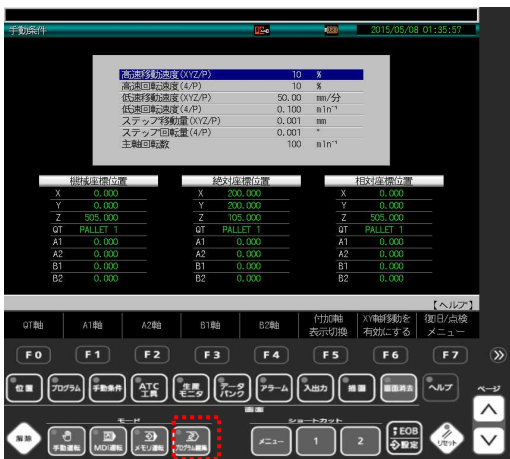 手動条件 2015/05/08 01:35:57
高速移動速度(XYZ/P) 10 %
高速回転速度(4/P) 10 %
低速移動速度(XYZ/P) 50.00 mm/分
低速回転速度(4/P) 0.100 min⁻¹
ステップ移動量(XYZ/P) 0.001 mm
ステップ回転量(4/P) 0.001 °
主軸回転数 100 min⁻¹
機械座標位置 絶対座標位置 相対座標位置
X 0.000 X 200.000 X 0.000
Y 0.000 Y 200.000 Y 0.000
Z 505.000 Z 105.000 Z 505.000
QT PALLET 1 QT PALLET 1 QT PALLET 1
A1 0.000 A1 0.000 A1 0.000
A2 0.000 A2 0.000 A2 0.000
B1 0.000 B1 0.000 B1 0.000
B2 0.000 B2 0.000 B2 0.000
【ヘルプ】
QT軸 A1軸 A2軸 B1軸 B2軸 付加軸 XY軸移動を 復旧/点検
表示切換 有効にする メニュー
F0 F1 F2 F3 F4 F5 F6 F7
位置 プログラム 手動条件 ATC 工具 生産 モニタ データ バンク アラーム 入出力 描画 画面消去 ヘルプ ページ
画面
モード ショートカット
解除 手動運転 MDI運転 メモリ運転 プログラム編集 メニュー 1 2 ;EOB 設定 リセット